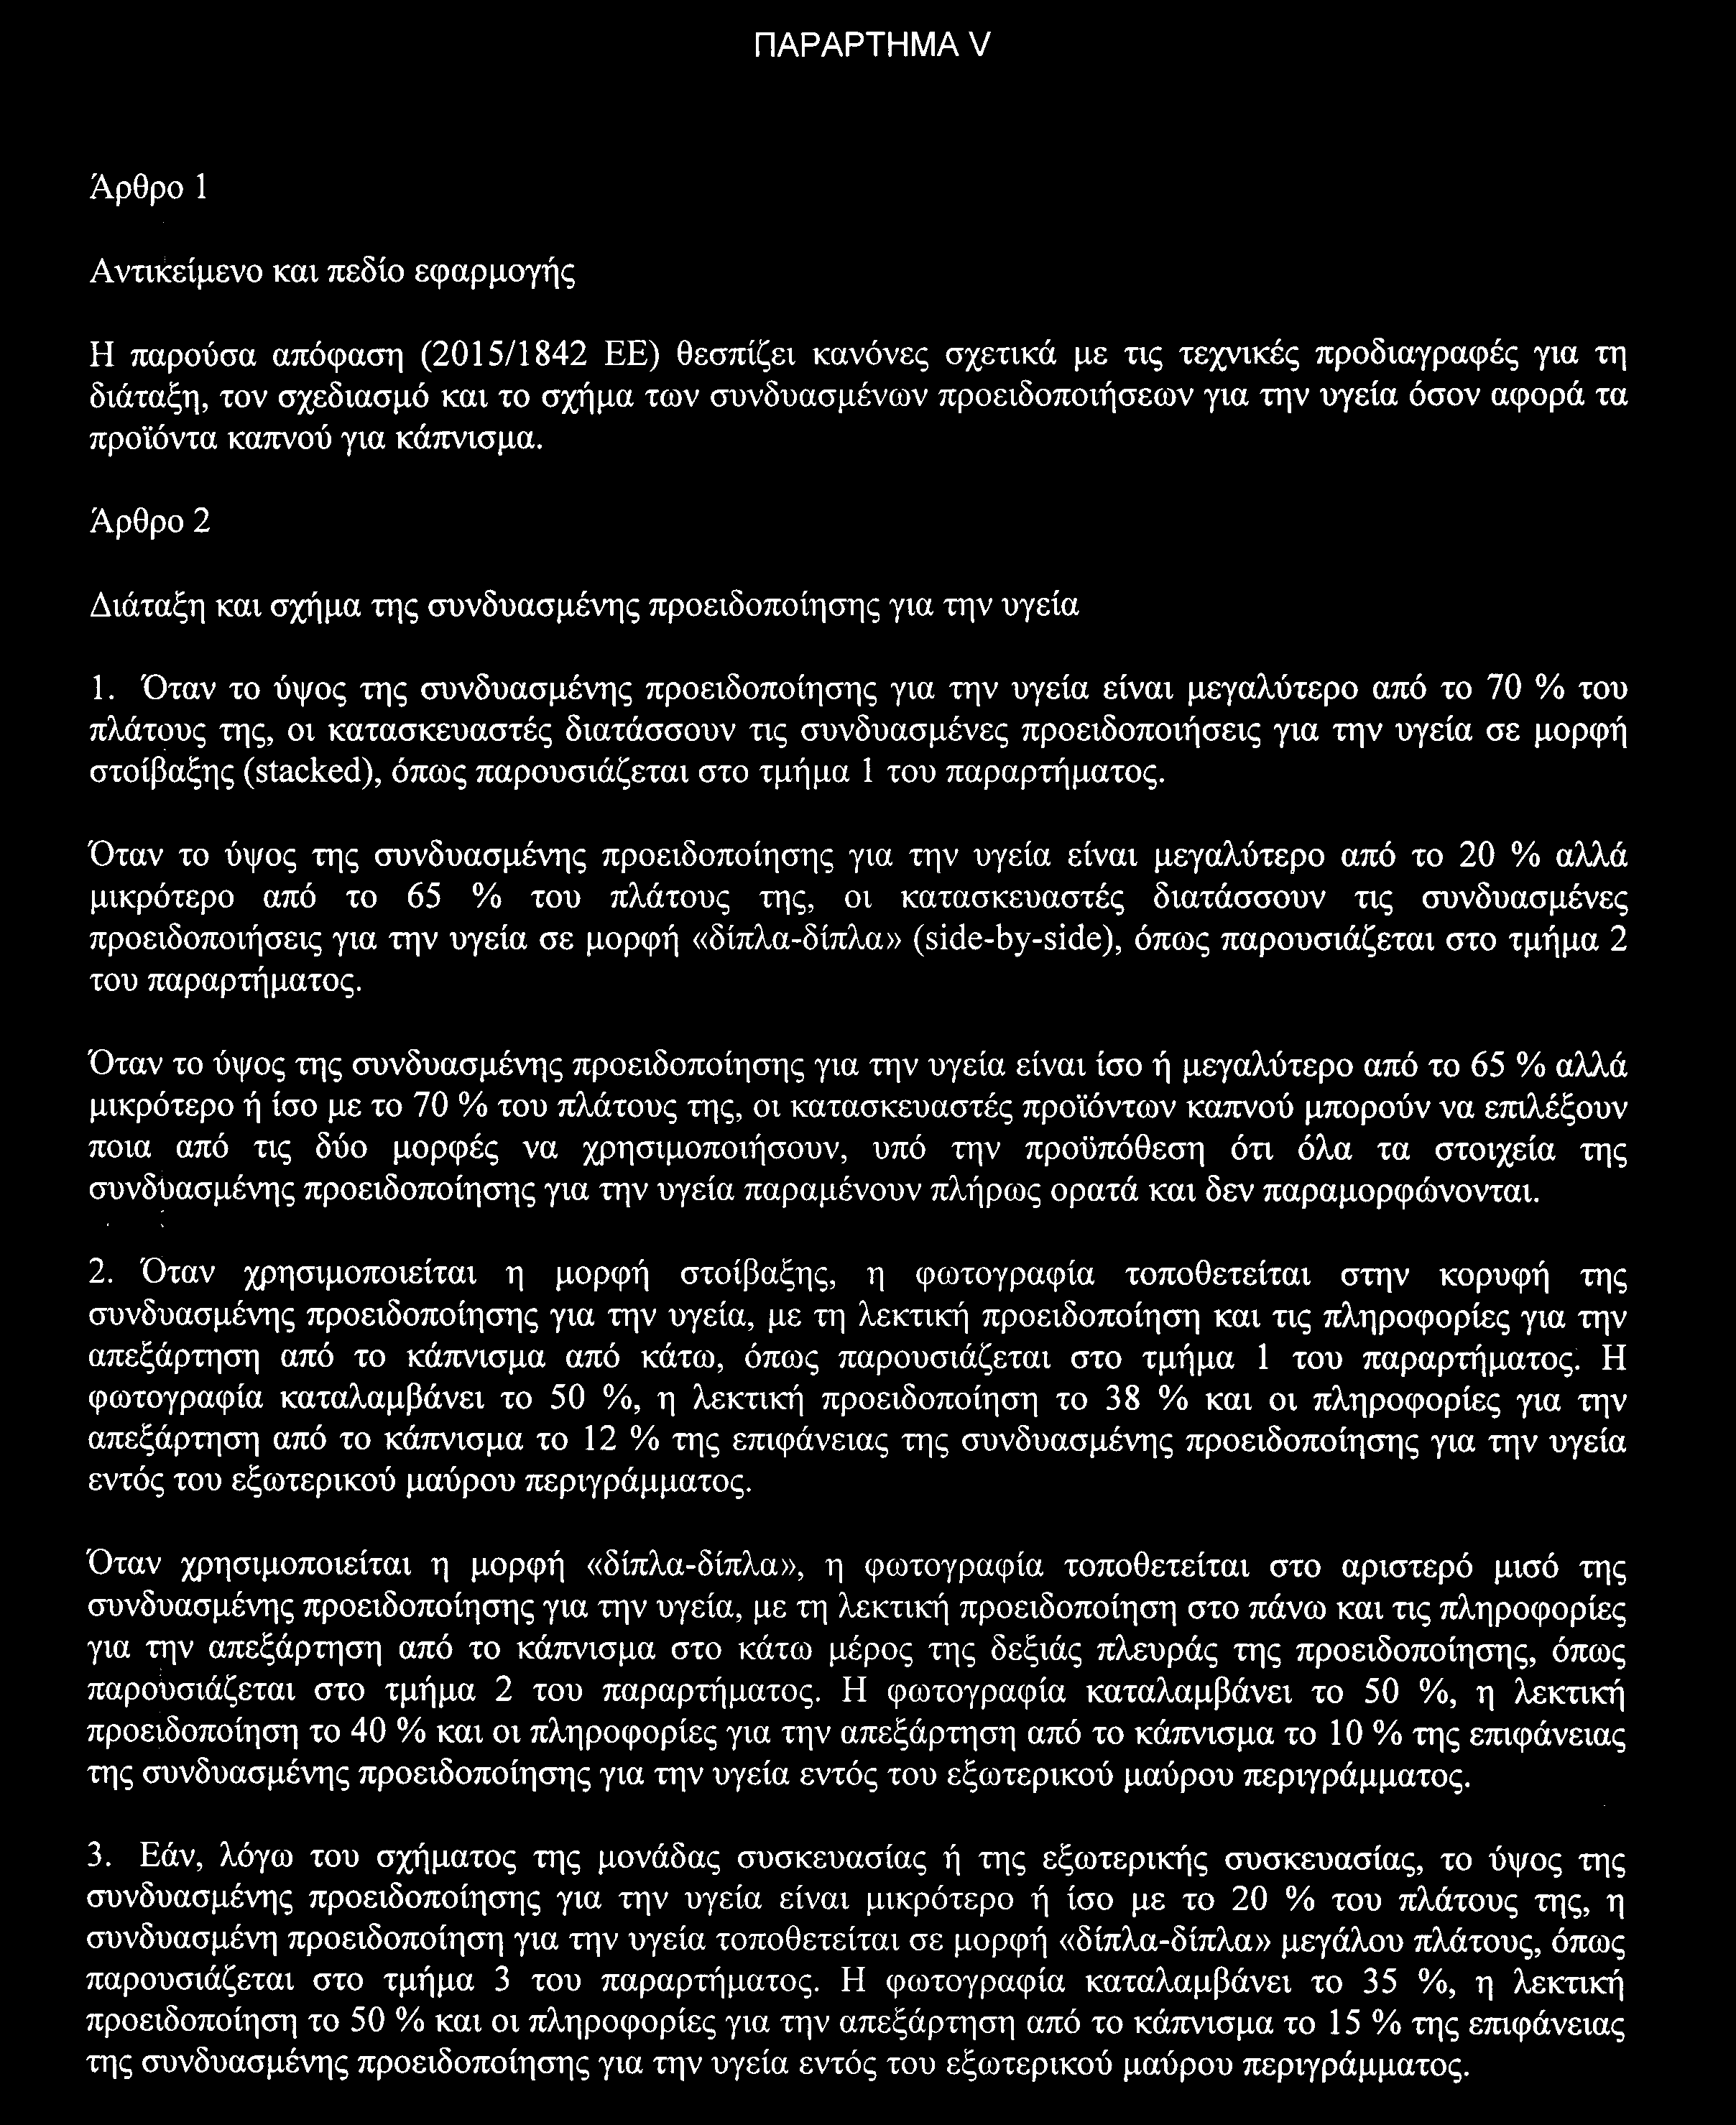 ΠΑΡΑΡΤΗΜΑ V
Άρθρο 1
Αντικείμενο και πεδίο εφαρμογής
Η παρούσα απόφαση (2015/1842 ΕΕ) θεσπίζει κανόνες σχετικά με τις τεχνικές προδιαγραφές για τη
διάταξη, τον σχεδιασμό και το σχήμα των συνδυασμένων προειδοποιήσεων για την υγεία όσον αφορά τα
προϊόντα καπνού για κάπνισμα.
Άρθρο 2
Διάταξη και σχήμα της συνδυασμένης προειδοποίησης για την υγεία
1. Όταν το ύψος της συνδυασμένης προειδοποίησης για την υγεία είναι μεγαλύτερο από το 70 % του
πλάτους της, οι κατασκευαστές διατάσσουν τις συνδυασμένες προειδοποιήσεις για την υγεία σε μορφή
στοίβαξης (stacked), όπως παρουσιάζεται στο τμήμα 1 του παραρτήματος.
Όταν το ύψος της συνδυασμένης προειδοποίησης για την υγεία είναι μεγαλύτερο από το 20 % αλλά
μικρότερο από το 65 % του πλάτους της, οι κατασκευαστές διατάσσουν τις συνδυασμένες
προειδοποιήσεις για την υγεία σε μορφή «δίπλα-δίπλα» (side-by-side), όπως παρουσιάζεται στο τμήμα 2
του παραρτήματος.
Όταν το ύψος της συνδυασμένης προειδοποίησης για την υγεία είναι ίσο ή μεγαλύτερο από το 65 % αλλά
μικρότερο ή ίσο με το 70 % του πλάτους της, οι κατασκευαστές προϊόντων καπνού μπορούν να επιλέξουν
ποια από τις δύο μορφές να χρησιμοποιήσουν, υπό την προϋπόθεση ότι όλα τα στοιχεία της
συνδυασμένης προειδοποίησης για την υγεία παραμένουν πλήρως ορατά και δεν παραμορφώνονται.
2. Όταν χρησιμοποιείται η μορφή στοίβαξης, η φωτογραφία τοποθετείται στην κορυφή της
συνδυασμένης προειδοποίησης για την υγεία, με τη λεκτική προειδοποίηση και τις πληροφορίες για την
απεξάρτηση από το κάπνισμα από κάτω, όπως παρουσιάζεται στο τμήμα 1 του παραρτήματος. Η
φωτογραφία καταλαμβάνει το 50 %, η λεκτική προειδοποίηση το 38 % και οι πληροφορίες για την
απεξάρτηση από το κάπνισμα το 12 % της επιφάνειας της συνδυασμένης προειδοποίησης για την υγεία
εντός του εξωτερικού μαύρου περιγράμματος.
Όταν χρησιμοποιείται η μορφή «δίπλα-δίπλα», η φωτογραφία τοποθετείται στο αριστερό μισό της
συνδυασμένης προειδοποίησης για την υγεία, με τη λεκτική προειδοποίηση στο πάνω και τις πληροφορίες
για την απεξάρτηση από το κάπνισμα στο κάτω μέρος της δεξιάς πλευράς της προειδοποίησης, όπως
παρουσιάζεται στο τμήμα 2 του παραρτήματος. Η φωτογραφία καταλαμβάνει το 50 %, η λεκτική
προειδοποίηση το 40 % και οι πληροφορίες για την απεξάρτηση από το κάπνισμα το 10 % της επιφάνειας
της συνδυασμένης προειδοποίησης για την υγεία εντός του εξωτερικού μαύρου περιγράμματος.
3. Εάν, λόγω του σχήματος της μονάδας συσκευασίας ή της εξωτερικής συσκευασίας, το ύψος της
συνδυασμένης προειδοποίησης για την υγεία είναι μικρότερο ή ίσο με το 20 % του πλάτους της, η
συνδυασμένη προειδοποίηση για την υγεία τοποθετείται σε μορφή «δίπλα-δίπλα» μεγάλου πλάτους, όπως
παρουσιάζεται στο τμήμα 3 του παραρτήματος. Η φωτογραφία καταλαμβάνει το 35 %, η λεκτική
προειδοποίηση το 50 % και οι πληροφορίες για την απεξάρτηση από το κάπνισμα το 15 % της επιφάνειας
της συνδυασμένης προειδοποίησης για την υγεία εντός του εξωτερικού μαύρου περιγράμματος.